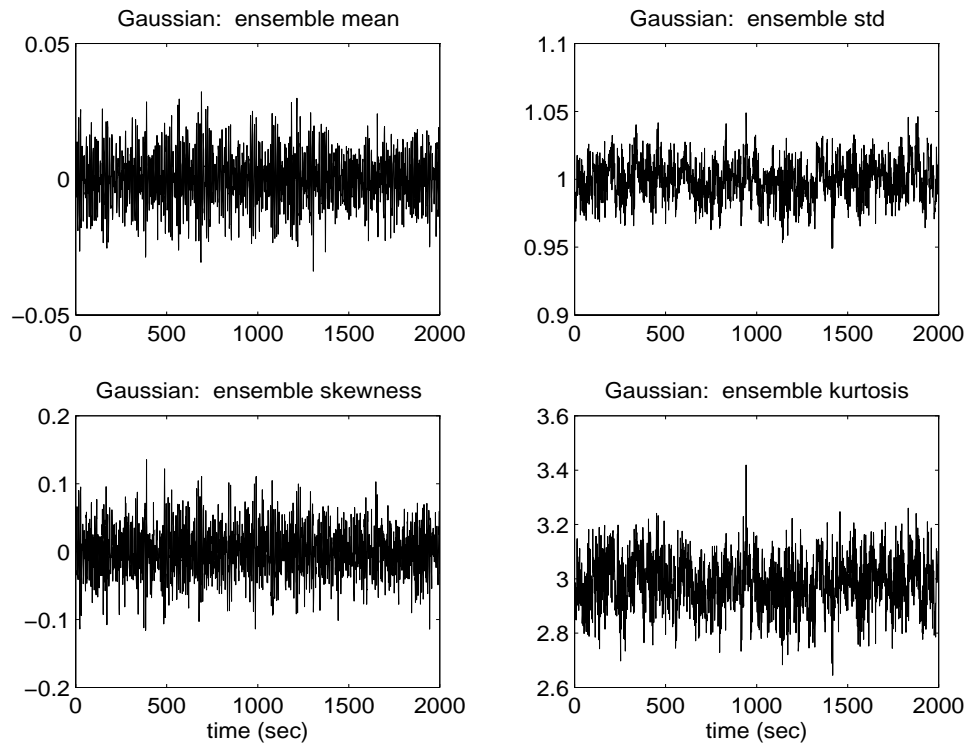 Gaussian:  ensemble mean
0.05
0
−0.05
0 500 1000 1500 2000
Gaussian:  ensemble std
1.1
1.05
1
0.95
0.9
0 500 1000 1500 2000
Gaussian:  ensemble skewness
0.2
0.1
0
−0.1
−0.2
0 500 1000 1500 2000
time (sec)
Gaussian:  ensemble kurtosis
3.6
3.4
3.2
3
2.8
2.6
0 500 1000 1500 2000
time (sec)